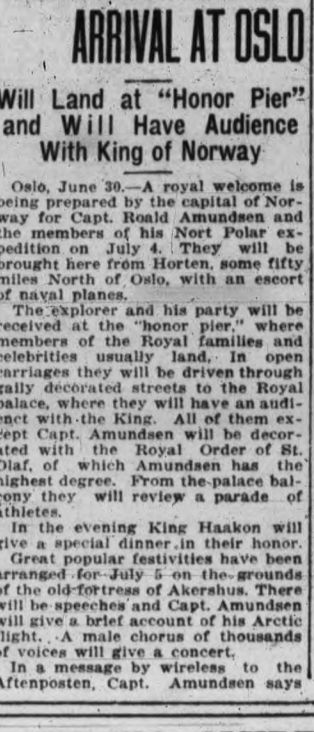 ARRIVAL AT OSLO
Will Land at "Honor Pier"
and Will Have Audience
With King of Norway
Oslo, June 30.—A royal welcome is
being prepared by the capital of Nor-
way for Capt. Roald Amundsen and
the members of his Nort Polar ex-
pedition on July 4. They will be
brought here from Horten, some fifty
miles North of Oslo, with an escort
of naval planes.
The explorer and his party will be
received at the "honor pier," where
members of the Royal families and
celebrities usually land. In open
carriages they will be driven through
gaily decorated streets to the Royal
palace, where they will have an audi-
enct with the King. All of them ex-
cept Capt. Amundsen will be decor-
ated with the Royal Order of St.
Olaf, of which Amundsen has the
highest degree. From the palace bal-
cony they will review a parade of
athletes.
In the evening King Haakon will
give a special dinner in their honor.
Great popular festivities have been
arranged for July 5 on the grounds
of the old fortress of Akershus. There
will be speeches and Capt. Amundsen
will give a brief account of his Arctic
flight. A male chorus of thousands
of voices will give a concert.
In a message by wireless to the
Aftenposten, Capt. Amundsen says